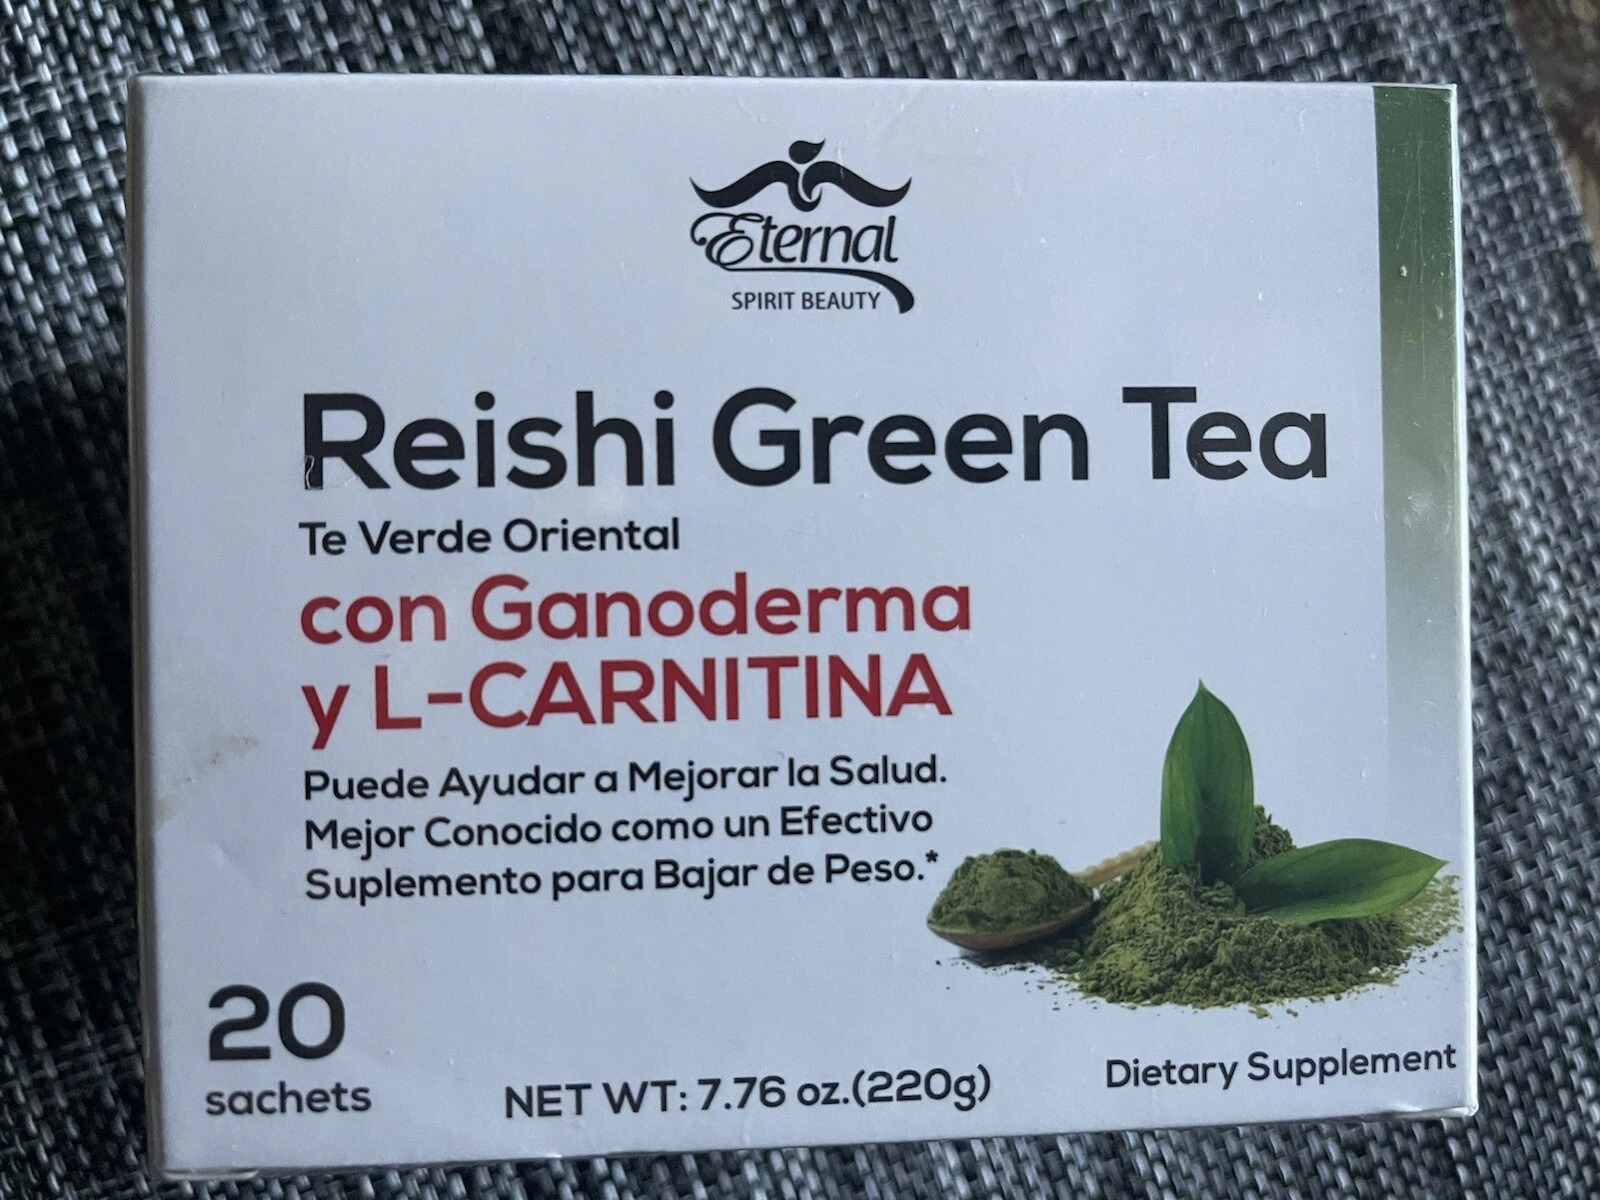 Eternal
SPIRIT BEAUTY
Reishi Green Tea
Te Verde Oriental
con Ganoderma
y L-CARNITINA
Puede Ayudar a Mejorar la Salud.
Mejor Conocido como un Efectivo
Suplemento para Bajar de Peso.*
20
sachets
NET WT: 7.76 oz.(220g)
Dietary Supplement